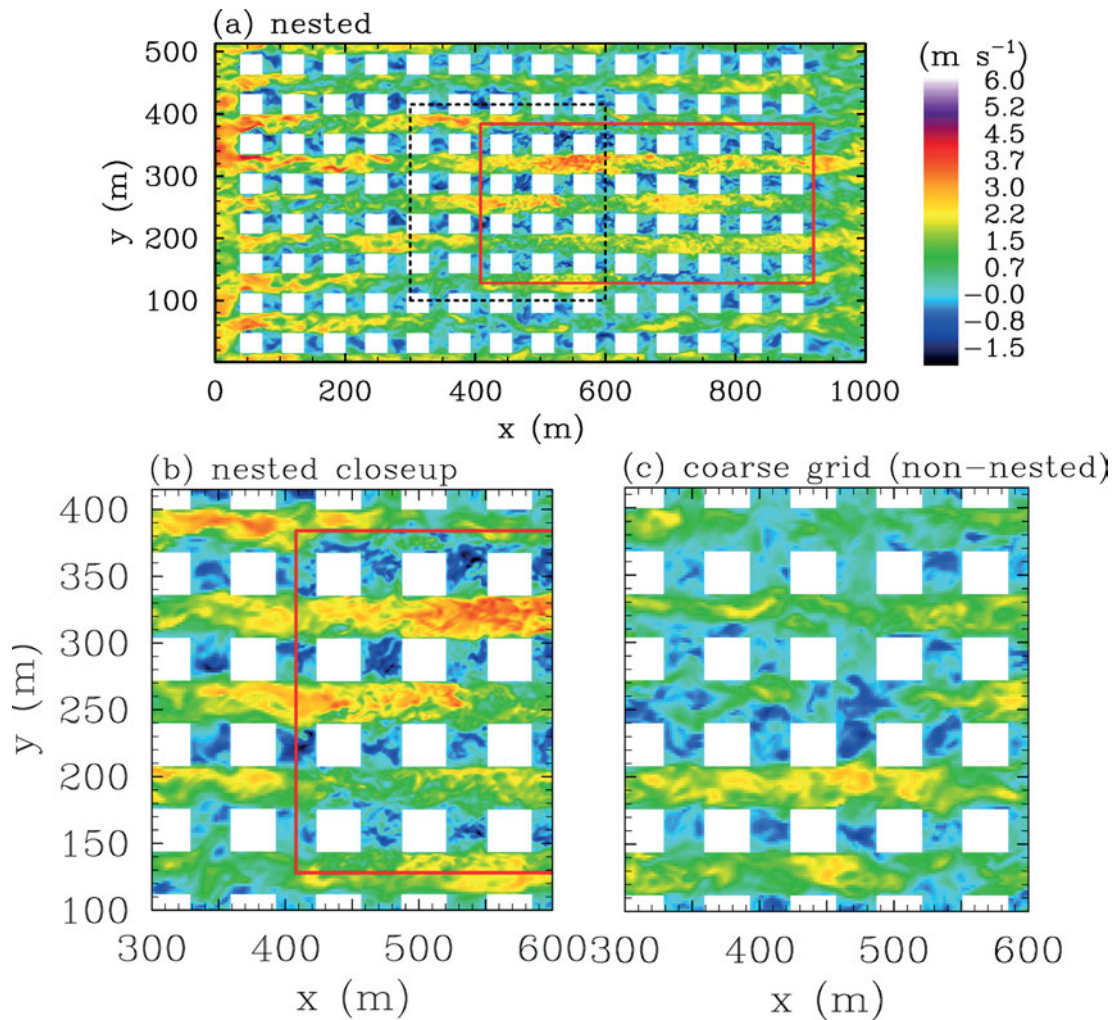 (a) nested
(m s⁻¹)
6.0
5.2
4.5
3.7
3.0
2.2
1.5
0.7
−0.0
−0.8
−1.5
500
400
300
200
100
y (m)
0 200 400 600 800 1000
x (m)
(b) nested closeup
(c) coarse grid (non−nested)
400
350
300
250
200
150
100
y (m)
300 400 500 600
300 400 500 600
x (m)
x (m)